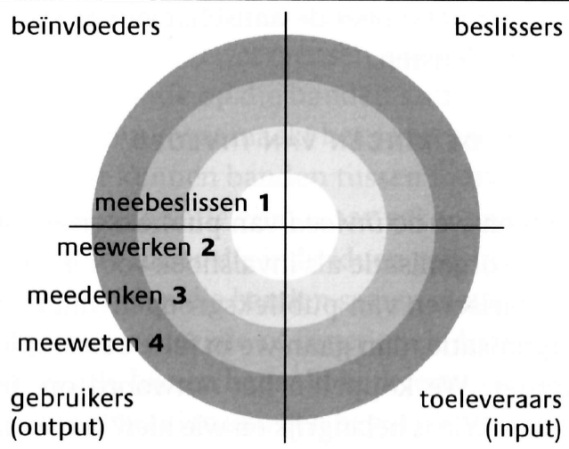 beïnvloeders
beslissers
meebeslissen 1
meewerken 2
meedenken 3
meeweten 4
gebruikers
(output)
toeleveraars
(input)